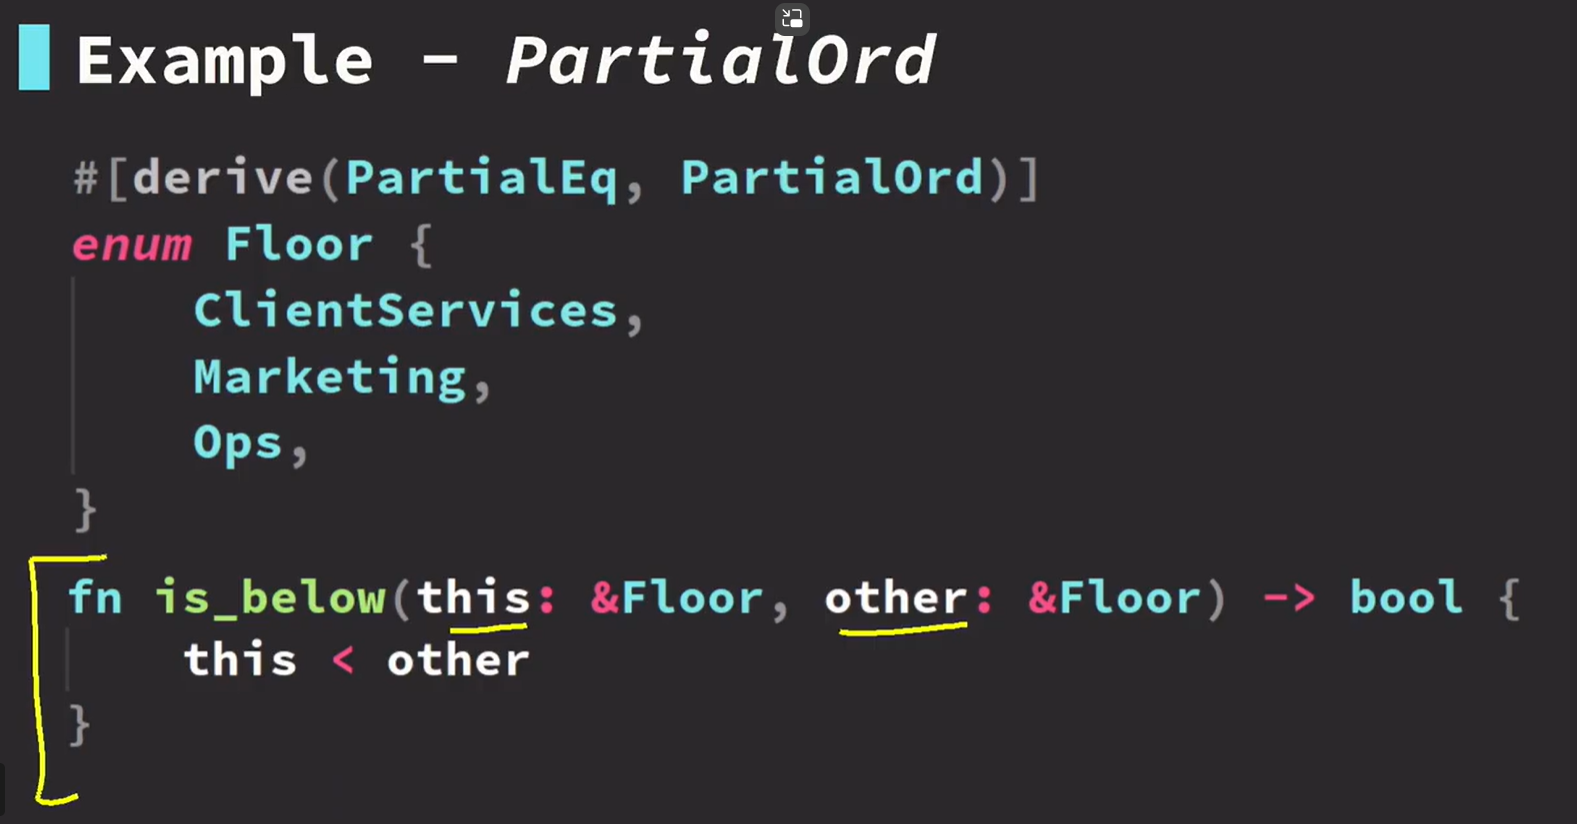 Example - PartialOrd
#[derive(PartialEq, PartialOrd)]
enum Floor {
    ClientServices,
    Marketing,
    Ops,
}
fn is_below(this: &Floor, other: &Floor) -> bool {
    this < other
}